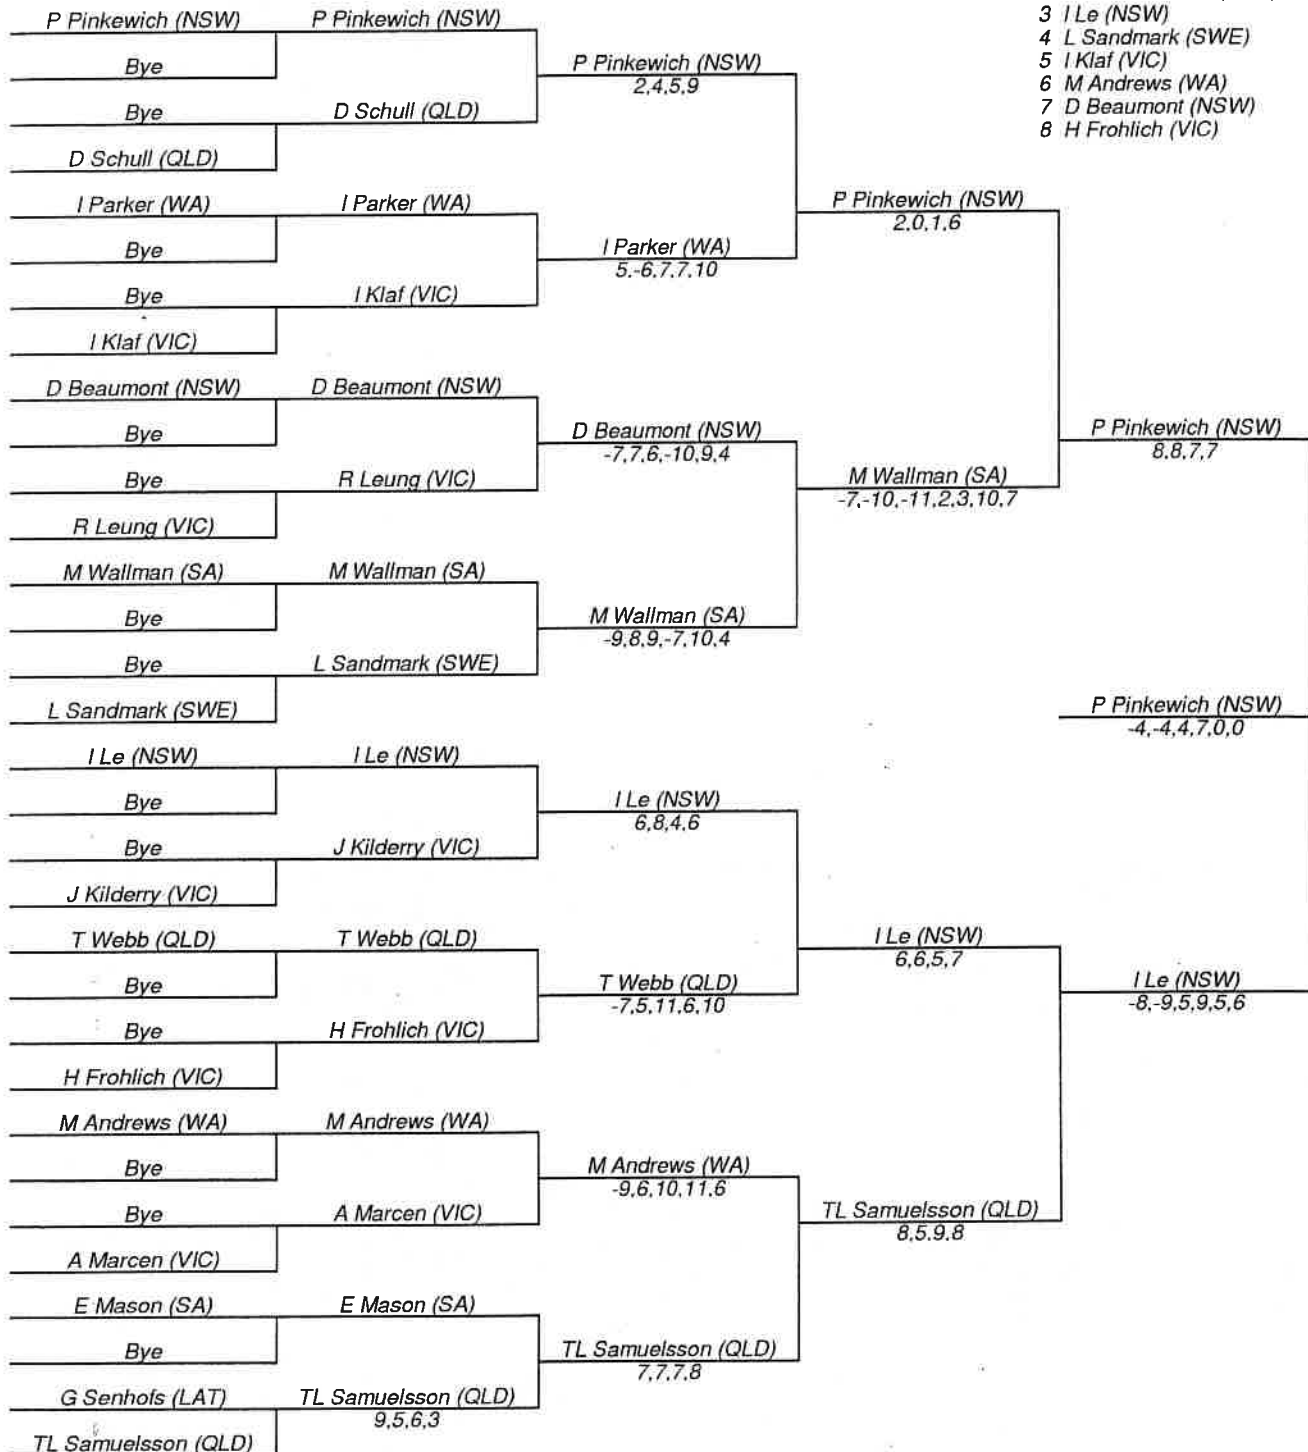 P Pinkewich (NSW)
Bye
Bye
D Schull (QLD)
I Parker (WA)
Bye
Bye
I Klaf (VIC)
D Beaumont (NSW)
Bye
Bye
R Leung (VIC)
M Wallman (SA)
Bye
Bye
L Sandmark (SWE)
I Le (NSW)
Bye
Bye
J Kilderry (VIC)
T Webb (QLD)
Bye
Bye
H Frohlich (VIC)
M Andrews (WA)
Bye
Bye
A Marcen (VIC)
E Mason (SA)
Bye
G Senhofs (LAT)
TL Samuelsson (QLD)
P Pinkewich (NSW)
D Schull (QLD)
I Parker (WA)
I Klaf (VIC)
D Beaumont (NSW)
R Leung (VIC)
M Wallman (SA)
L Sandmark (SWE)
I Le (NSW)
J Kilderry (VIC)
T Webb (QLD)
H Frohlich (VIC)
M Andrews (WA)
A Marcen (VIC)
E Mason (SA)
TL Samuelsson (QLD)
9,5,6,3
P Pinkewich (NSW)
2,4,5,9
I Parker (WA)
5,-6,7,7,10
D Beaumont (NSW)
-7,7,6,-10,9,4
M Wallman (SA)
-9,8,9,-7,10,4
I Le (NSW)
6,8,4,6
T Webb (QLD)
-7,5,11,6,10
M Andrews (WA)
-9,6,10,11,6
TL Samuelsson (QLD)
7,7,7,8
P Pinkewich (NSW)
2,0,1,6
M Wallman (SA)
-7,-10,-11,2,3,10,7
I Le (NSW)
6,6,5,7
TL Samuelsson (QLD)
8,5,9,8
3 I Le (NSW)
4 L Sandmark (SWE)
5 I Klaf (VIC)
6 M Andrews (WA)
7 D Beaumont (NSW)
8 H Frohlich (VIC)
P Pinkewich (NSW)
8,8,7,7
P Pinkewich (NSW)
-4,-4,4,7,0,0
I Le (NSW)
-8,-9,5,9,5,6